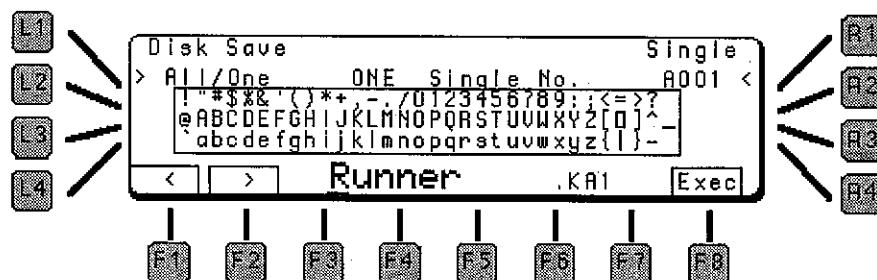 L1 R1
Disk Save Single
> All/One ONE Single No. A001 <
L2 R2
!"#$%&'()*+,-./0123456789:;<=>?
@ABCDEFGHIJKLMNOPQRSTUVWXYZ[¥]^_
L3 R3
`abcdefghijklmnopqrstuvwxyz{|}~
L4 < > Runner .KA1 Exec R4
F1 F2 F3 F4 F5 F6 F7 F8